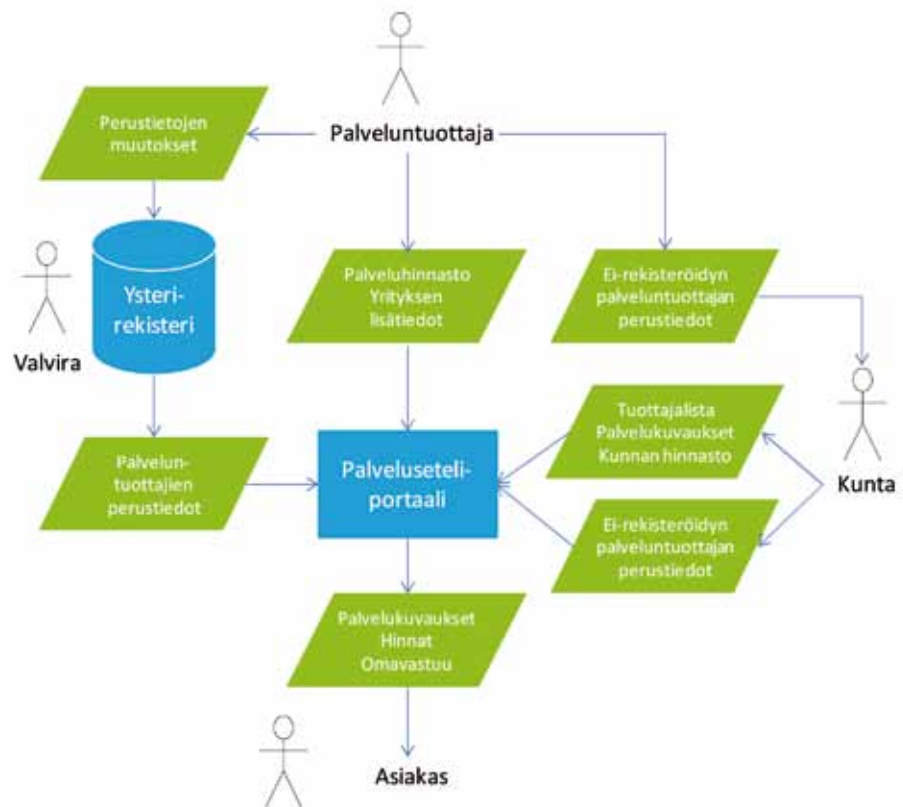 Perustietojen
muutokset
Palveluntuottaja
Ysteri-
rekisteri
Valvira
Palveluhinnasto
Yrityksen
lisätiedot
Ei-rekisteröidyn
palveluntuottajan
perustiedot
Tuottajalista
Palvelukuvaukset
Kunnan hinnasto
Kunta
Palvelun-
tuottajien
perustiedot
Palveluseteli-
portaali
Ei-rekisteröidyn
palveluntuottajan
perustiedot
Palvelukuvaukset
Hinnat
Omavastuu
Asiakas